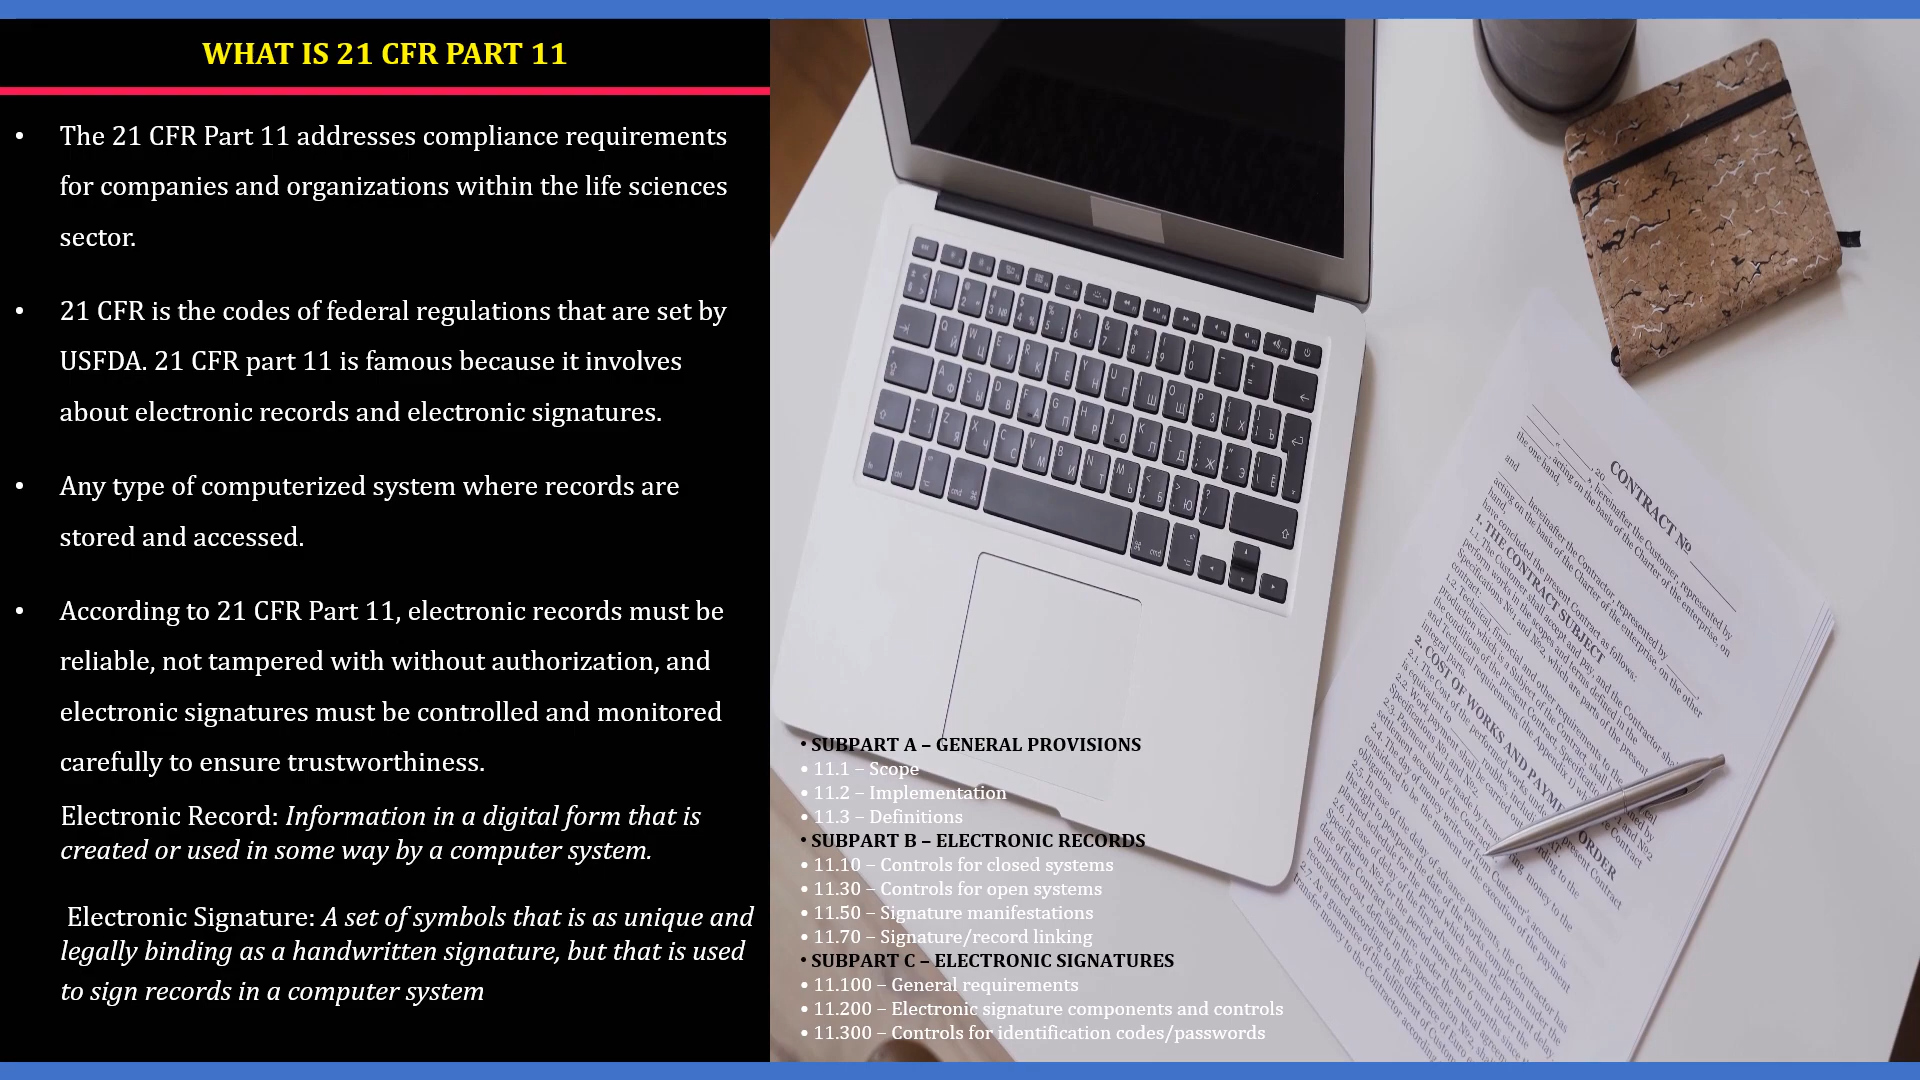 WHAT IS 21 CFR PART 11
• The 21 CFR Part 11 addresses compliance requirements
for companies and organizations within the life sciences
sector.
• 21 CFR is the codes of federal regulations that are set by
USFDA. 21 CFR part 11 is famous because it involves
about electronic records and electronic signatures.
• Any type of computerized system where records are
stored and accessed.
• According to 21 CFR Part 11, electronic records must be
reliable, not tampered with without authorization, and
electronic signatures must be controlled and monitored
carefully to ensure trustworthiness.
Electronic Record: Information in a digital form that is
created or used in some way by a computer system.
Electronic Signature: A set of symbols that is as unique and
legally binding as a handwritten signature, but that is used
to sign records in a computer system
• SUBPART A – GENERAL PROVISIONS
• 11.1 – Scope
• 11.2 – Implementation
• 11.3 – Definitions
• SUBPART B – ELECTRONIC RECORDS
• 11.10 – Controls for closed systems
• 11.30 – Controls for open systems
• 11.50 – Signature manifestations
• 11.70 – Signature/record linking
• SUBPART C – ELECTRONIC SIGNATURES
• 11.100 – General requirements
• 11.200 – Electronic signature components and controls
• 11.300 – Controls for identification codes/passwords
CONTRACT №
1. THE CONTRACT SUBJECT
2. COST OF WORKS AND PAYMENT ORDER